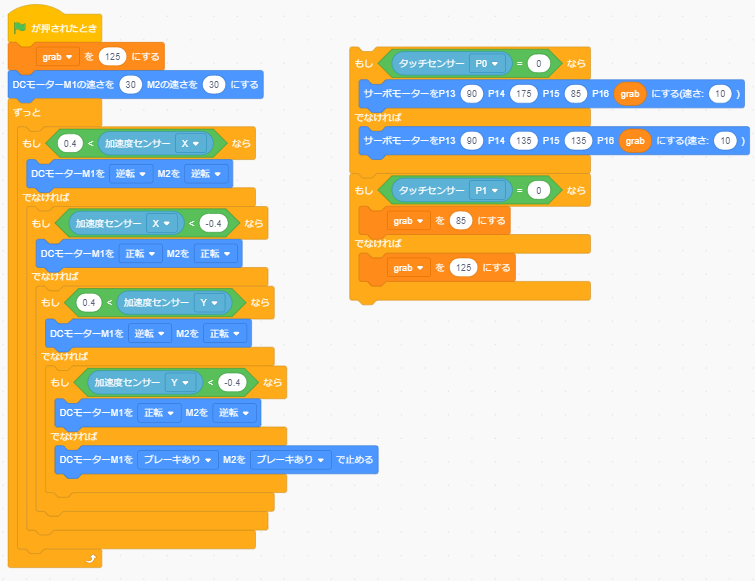 が押されたとき
grab を 125 にする
DCモーターM1の速さを 30 M2の速さを 30 にする
ずっと
もし 0.4 < 加速度センサー X なら
DCモーターM1を 逆転 M2を 逆転
でなければ
もし 加速度センサー X < -0.4 なら
DCモーターM1を 正転 M2を 正転
でなければ
もし 0.4 < 加速度センサー Y なら
DCモーターM1を 逆転 M2を 正転
でなければ
もし 加速度センサー Y < -0.4 なら
DCモーターM1を 正転 M2を 逆転
でなければ
DCモーターM1を ブレーキあり M2を ブレーキあり で止める
もし タッチセンサー P0 = 0 なら
サーボモーターをP13 90 P14 175 P15 85 P16 grab にする(速さ: 10 )
でなければ
サーボモーターをP13 90 P14 135 P15 135 P16 grab にする(速さ: 10 )
もし タッチセンサー P1 = 0 なら
grab を 85 にする
でなければ
grab を 125 にする